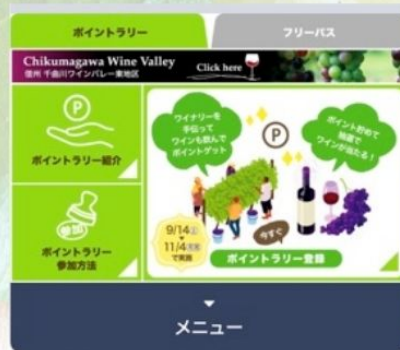 ポイントラリー
フリーパス
Chikumagawa Wine Valley
信州 千曲川ワインバレー東地区
Click here
P
ポイントラリー紹介
ワイナリーを
手伝って
ワインも飲んで
ポイントゲット
P
ポイント貯めて
抽選で
ワインが当たる!
参加
ポイントラリー
参加方法
9/14
11/4
で実施
今すぐ
ポイントラリー登録
メニュー